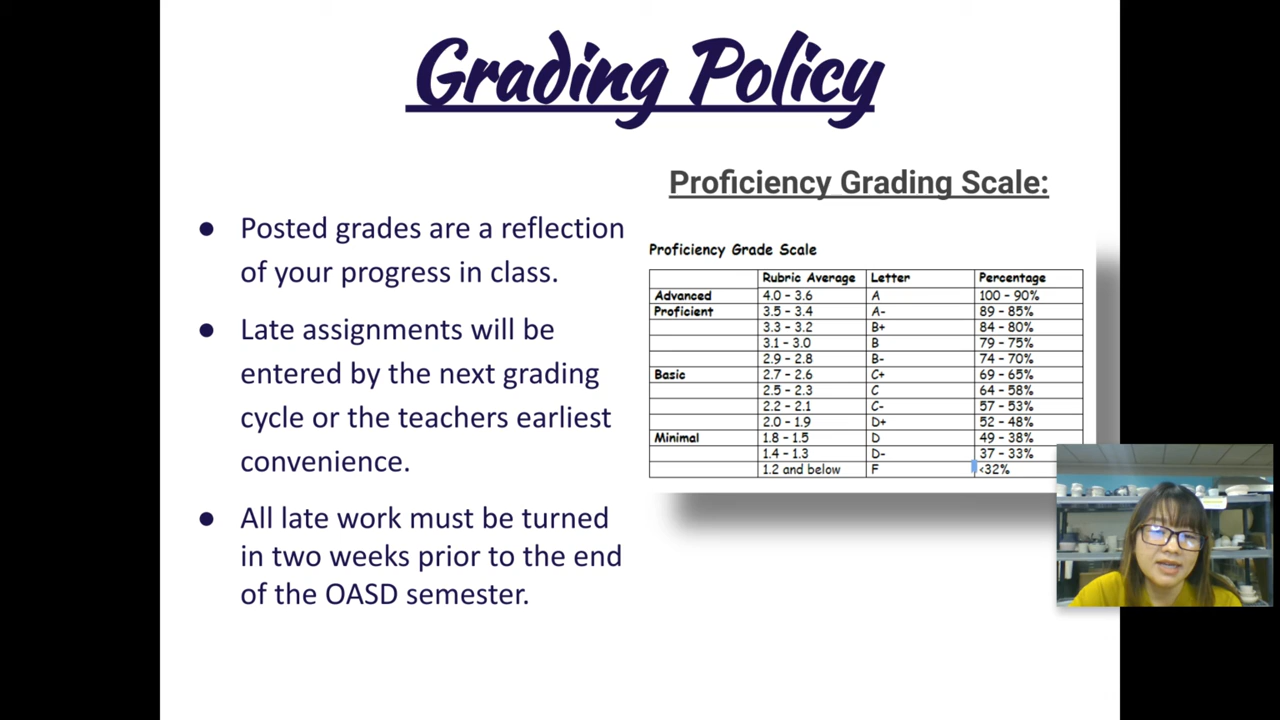 Grading Policy
Proficiency Grading Scale:
● Posted grades are a reflection
of your progress in class.
● Late assignments will be
entered by the next grading
cycle or the teachers earliest
convenience.
● All late work must be turned
in two weeks prior to the end
of the OASD semester.
Proficiency Grade Scale
Rubric Average Letter Percentage
Advanced 4.0 - 3.6 A 100 - 90%
Proficient 3.5 - 3.4 A- 89 - 85%
3.3 - 3.2 B+ 84 - 80%
3.1 - 3.0 B 79 - 75%
2.9 - 2.8 B- 74 - 70%
Basic 2.7 - 2.6 C+ 69 - 65%
2.5 - 2.3 C 64 - 58%
2.2 - 2.1 C- 57 - 53%
2.0 - 1.9 D+ 52 - 48%
Minimal 1.8 - 1.5 D 49 - 38%
1.4 - 1.3 D- 37 - 33%
1.2 and below F <32%